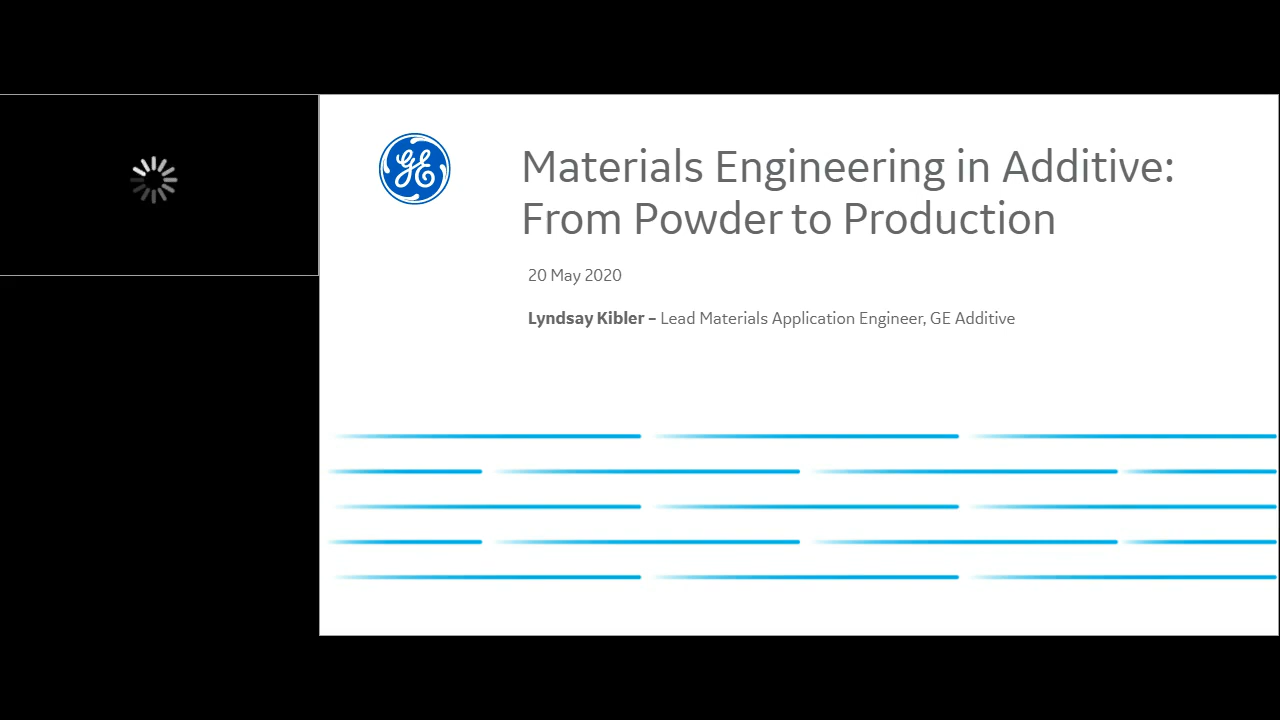 GE
Materials Engineering in Additive:
From Powder to Production
20 May 2020
Lyndsay Kibler – Lead Materials Application Engineer, GE Additive